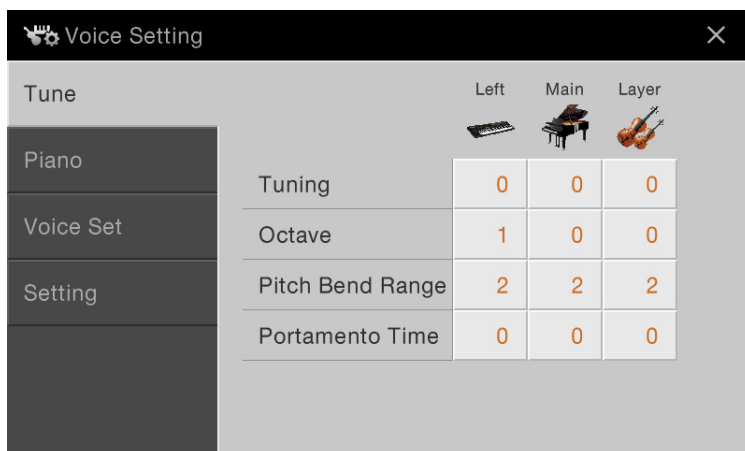 Voice Setting
Tune
Piano
Voice Set
Setting
Left Main Layer
Tuning 0 0 0
Octave 1 0 0
Pitch Bend Range 2 2 2
Portamento Time 0 0 0